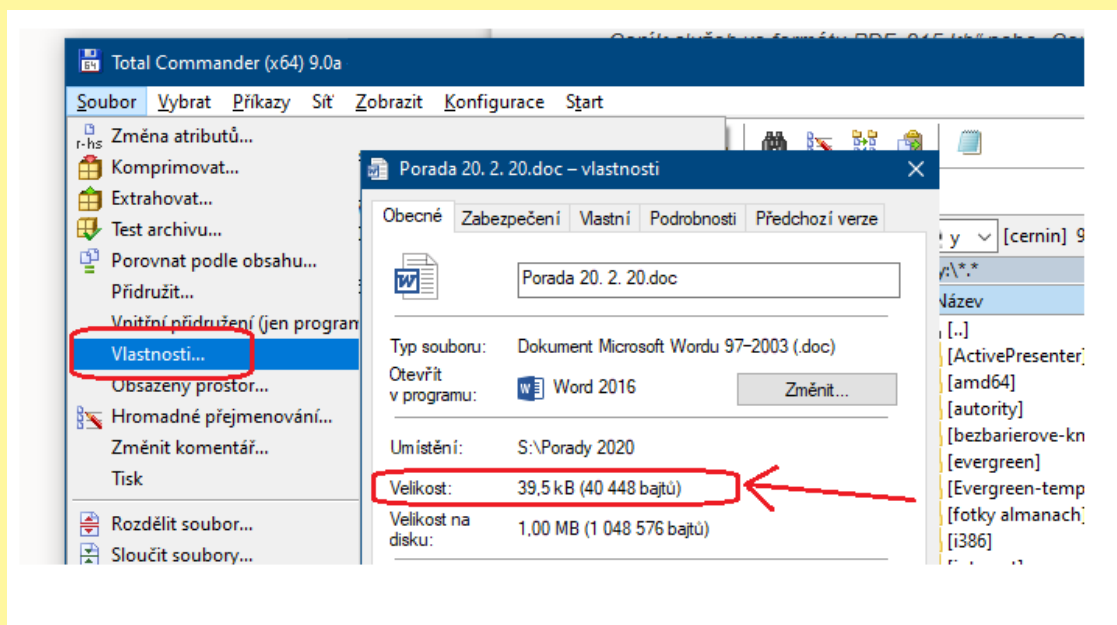 Total Commander (x64) 9.0a
Soubor Vybrat Příkazy Síť Zobrazit Konfigurace Start
Změna atributů...
Komprimovat...
Extrahovat...
Test archivu...
Porovnat podle obsahu...
Přidružit...
Vnitřní přidružení (jen program
Vlastnosti...
Obsazený prostor...
Hromadné přejmenování...
Změnit komentář...
Tisk
Rozdělit soubor...
Sloučit soubory...
Porada 20. 2. 20.doc – vlastnosti
Obecné Zabezpečení Vlastní Podrobnosti Předchozí verze
Porada 20. 2. 20.doc
Typ souboru: Dokument Microsoft Wordu 97–2003 (.doc)
Otevřít
v programu: Word 2016 Změnit...
Umístění: S:\Porady 2020
Velikost: 39,5 kB (40 448 bajtů)
Velikost na
disku: 1,00 MB (1 048 576 bajtů)
y [cernin] 9
y:\*.*
Název
[..]
[ActivePresenter]
[amd64]
[autority]
[bezbarierove-kn
[evergreen]
[Evergreen-temp
[fotky almanach]
[i386]